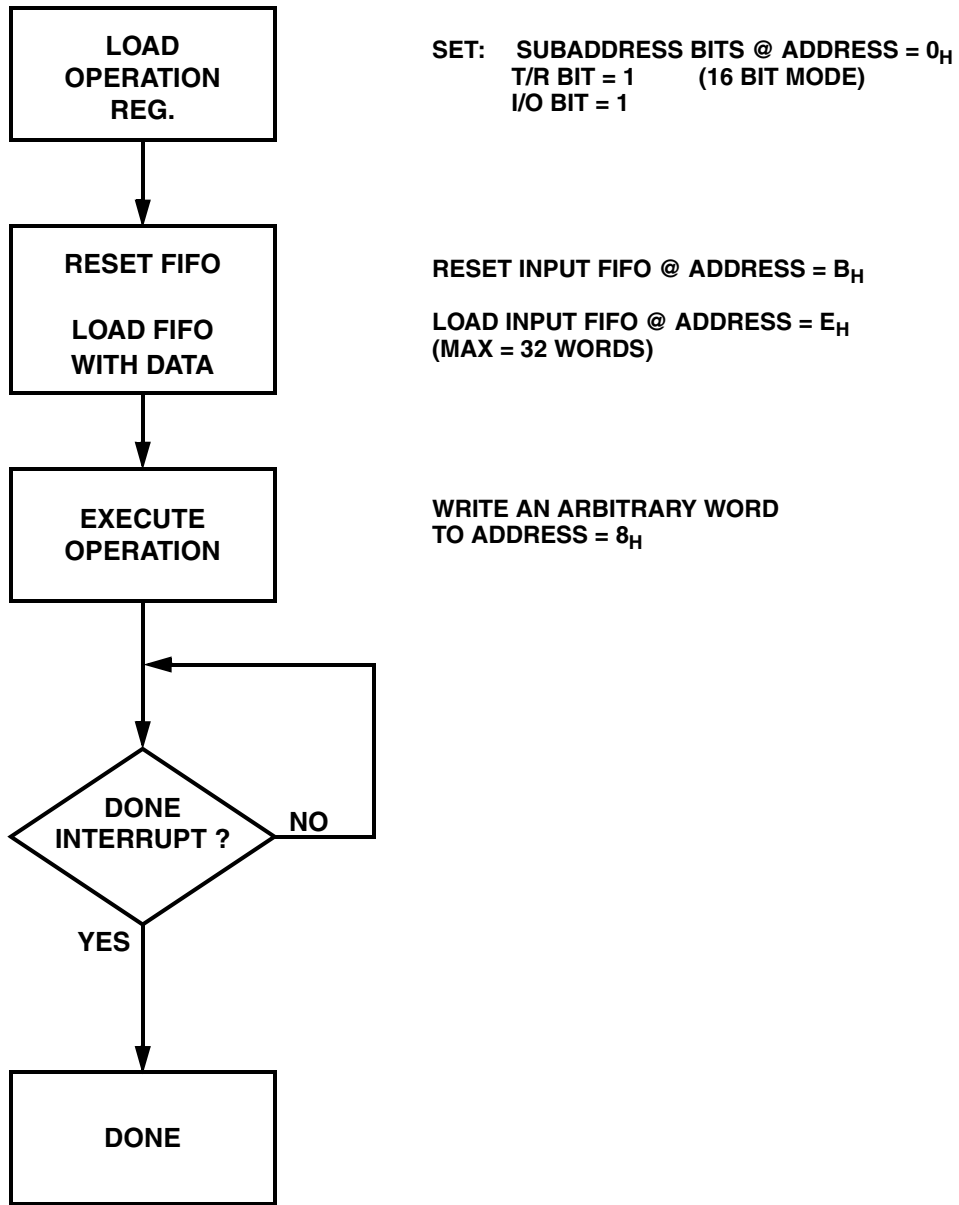 LOAD
OPERATION
REG.
SET: SUBADDRESS BITS @ ADDRESS = 0H
T/R BIT = 1 (16 BIT MODE)
I/O BIT = 1
RESET FIFO
LOAD FIFO
WITH DATA
RESET INPUT FIFO @ ADDRESS = BH
LOAD INPUT FIFO @ ADDRESS = EH
(MAX = 32 WORDS)
EXECUTE
OPERATION
WRITE AN ARBITRARY WORD
TO ADDRESS = 8H
DONE
INTERRUPT ?
NO
YES
DONE